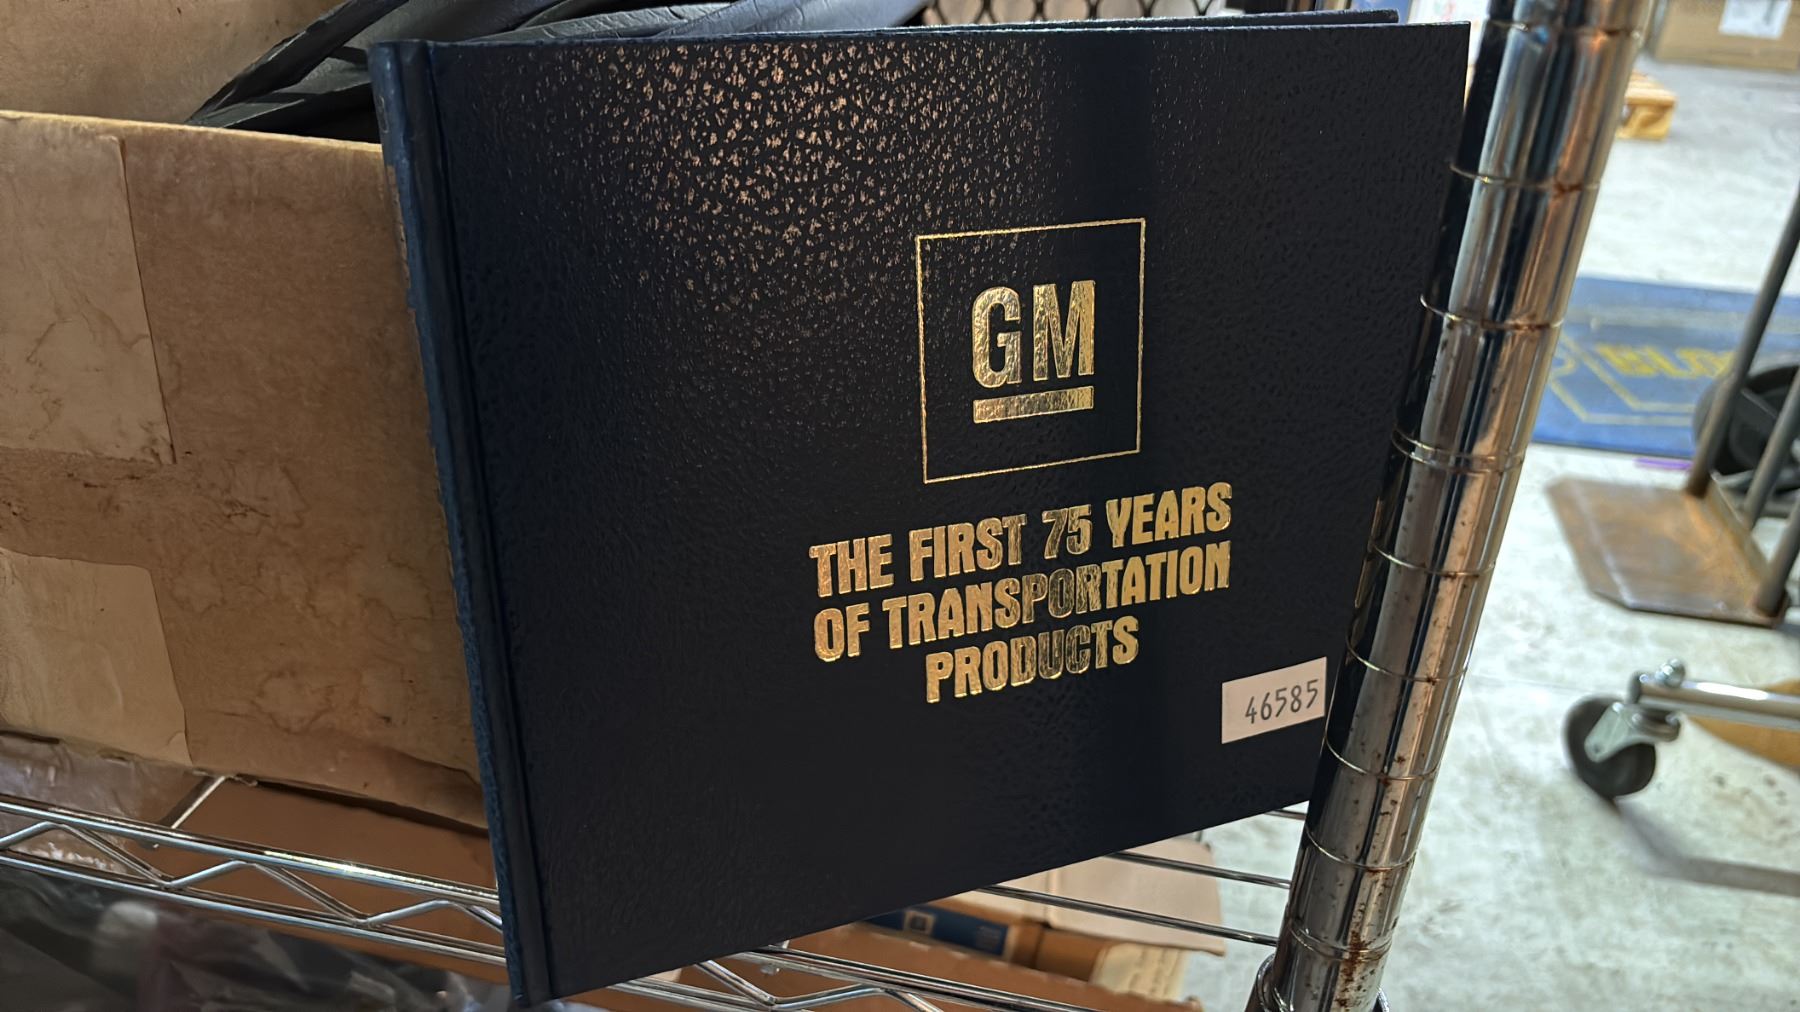 GM
THE FIRST 75 YEARS
OF TRANSPORTATION
PRODUCTS
46585